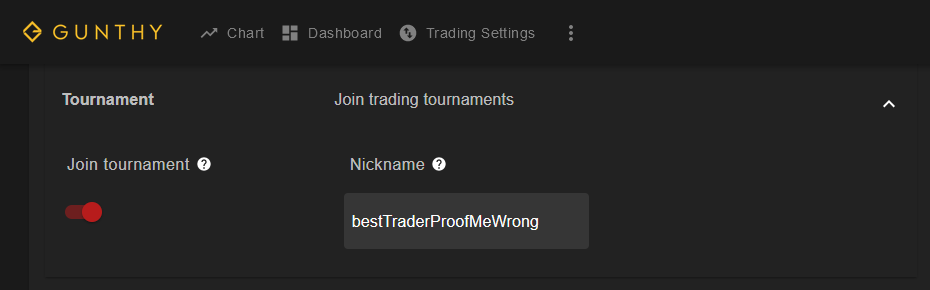 GUNTHY Chart Dashboard Trading Settings
Tournament Join trading tournaments
Join tournament Nickname
bestTraderProofMeWrong